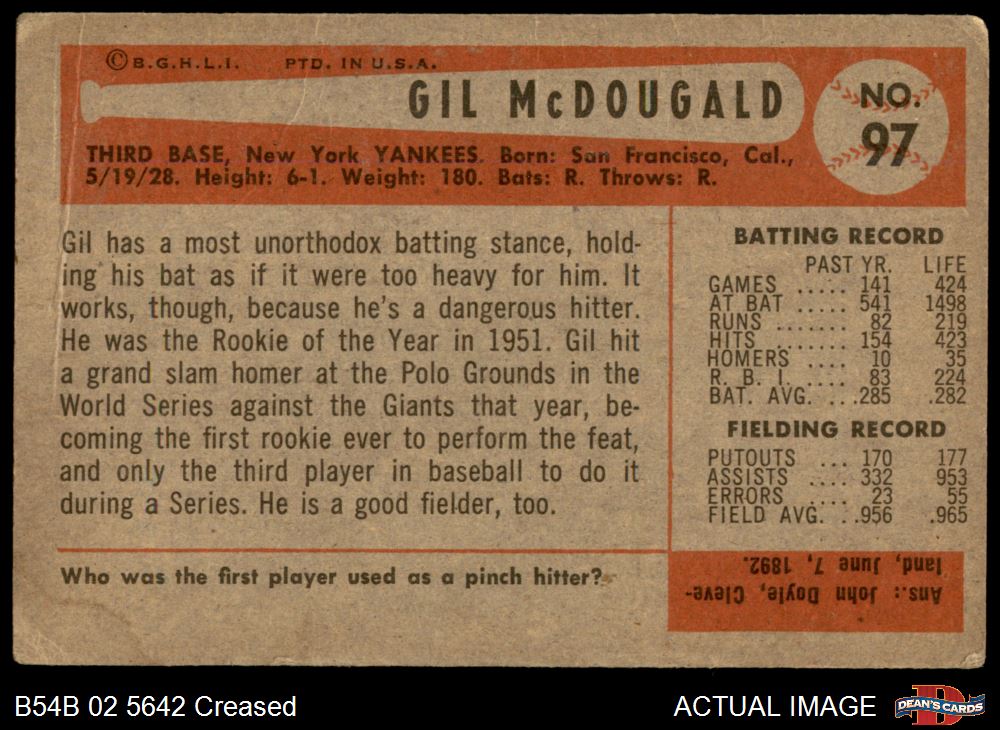 ©B.G.H.L.I. PTD. IN U.S.A.
GIL McDOUGALD
NO.
97
THIRD BASE, New York YANKEES. Born: San Francisco, Cal.,
5/19/28. Height: 6-1. Weight: 180. Bats: R. Throws: R.
Gil has a most unorthodox batting stance, hold-
ing his bat as if it were too heavy for him. It
works, though, because he's a dangerous hitter.
He was the Rookie of the Year in 1951. Gil hit
a grand slam homer at the Polo Grounds in the
World Series against the Giants that year, be-
coming the first rookie ever to perform the feat,
and only the third player in baseball to do it
during a Series. He is a good fielder, too.
Who was the first player used as a pinch hitter?
BATTING RECORD
PAST YR. LIFE
GAMES ..... 141 424
AT BAT ..... 541 1498
RUNS ....... 82 219
HITS ....... 154 423
HOMERS .... 10 35
R. B. I. .... 83 224
BAT. AVG. ...285 .282
FIELDING RECORD
PUTOUTS ... 170 177
ASSISTS .... 332 953
ERRORS .... 23 55
FIELD AVG. ..956 .965
Ans.: John Doyle, Cleve-
land, June 7, 1892.
B54B 02 5642 Creased
ACTUAL IMAGE
D
DEAN'S CARDS